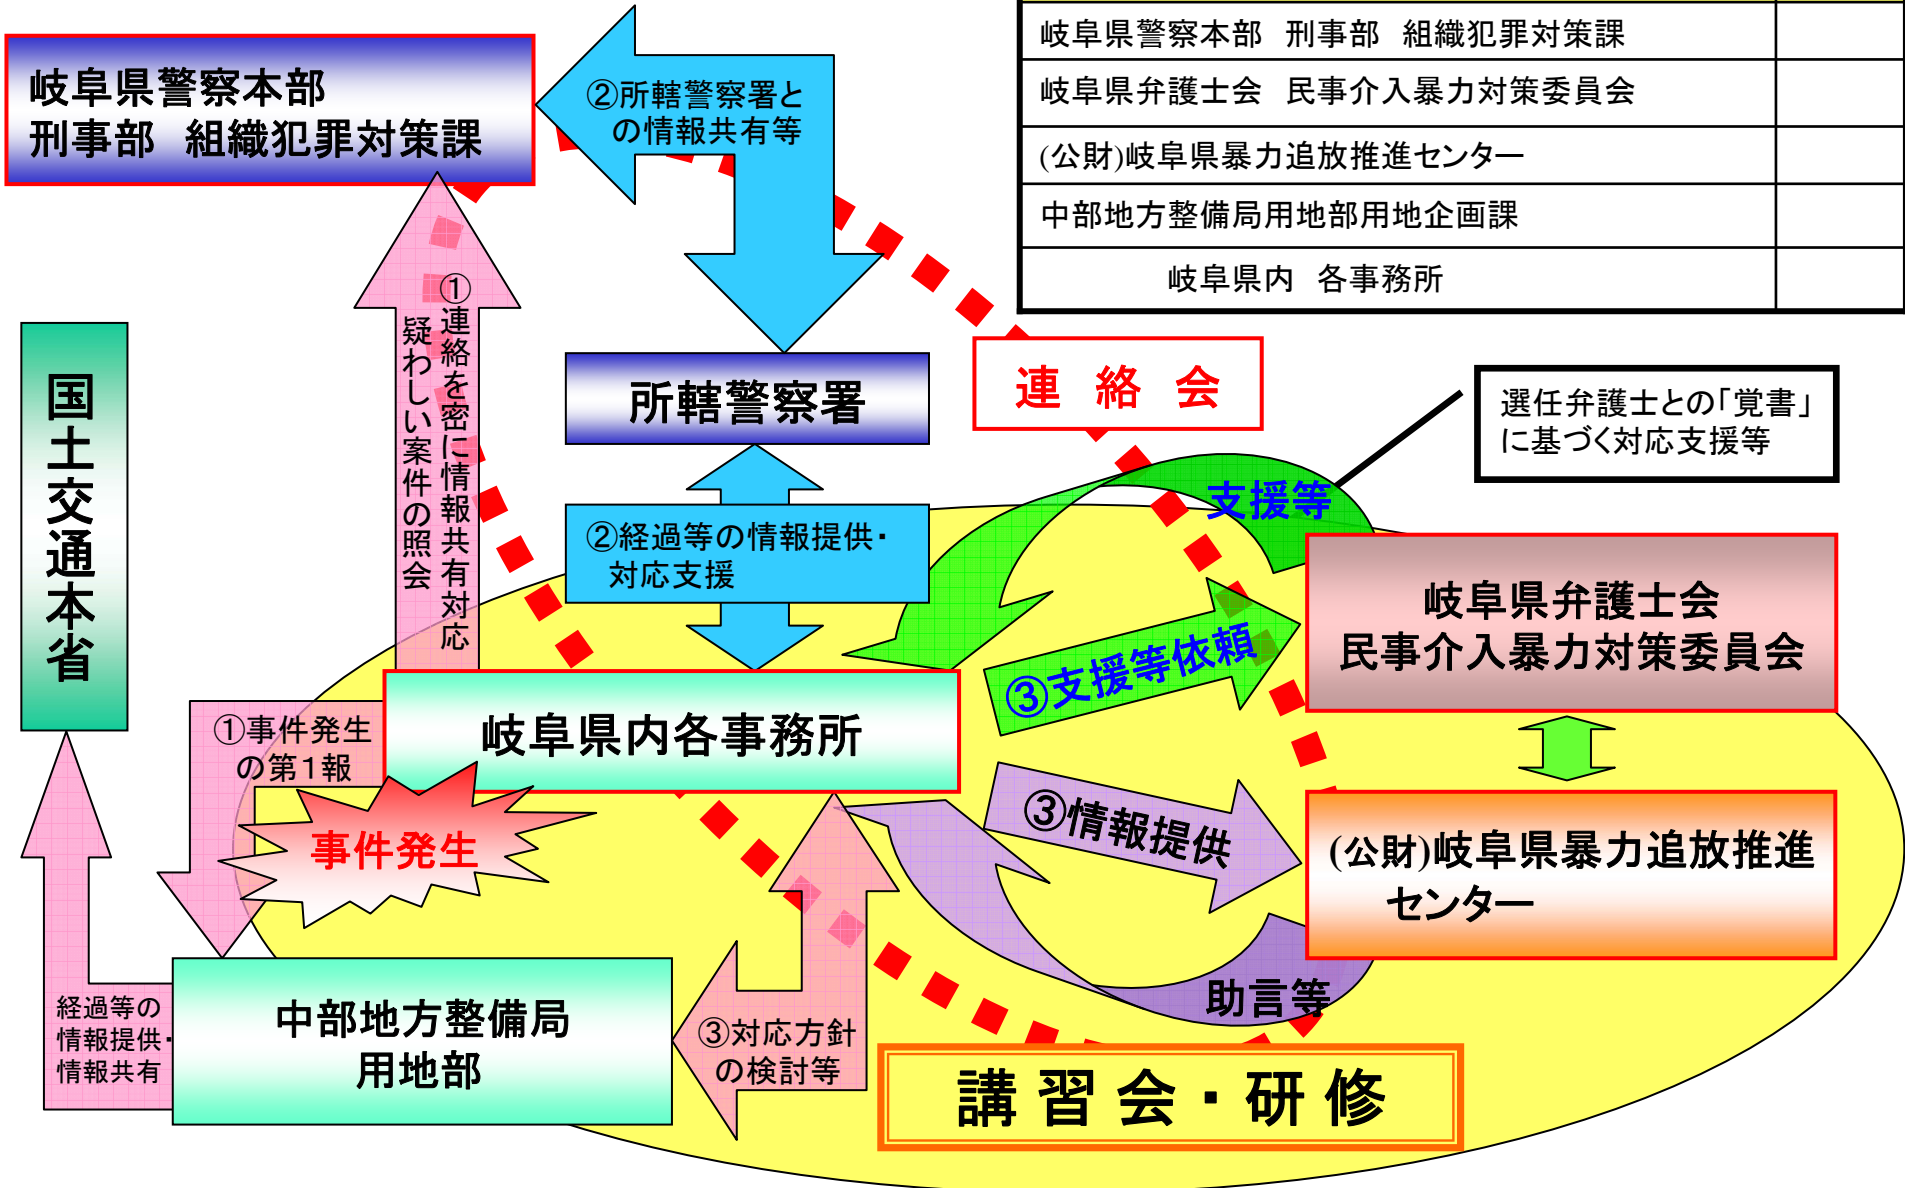 岐阜県警察本部
刑事部　組織犯罪対策課
②所轄警察署と
の情報共有等
岐阜県警察本部　刑事部　組織犯罪対策課
岐阜県弁護士会　民事介入暴力対策委員会
(公財)岐阜県暴力追放推進センター
中部地方整備局用地部用地企画課
岐阜県内　各事務所
①連絡を密に情報共有対応
疑わしい案件の照会
国土交通本省
所轄警察署
連　絡　会
選任弁護士との｢覚書｣
に基づく対応支援等
支援等
②経過等の情報提供・
対応支援
岐阜県弁護士会
民事介入暴力対策委員会
③支援等依頼
岐阜県内各事務所
①事件発生
の第１報
事件発生
③情報提供
(公財)岐阜県暴力追放推進
センター
助言等
経過等の
情報提供・
情報共有
中部地方整備局
用地部
③対応方針
の検討等
講 習 会 ・ 研 修